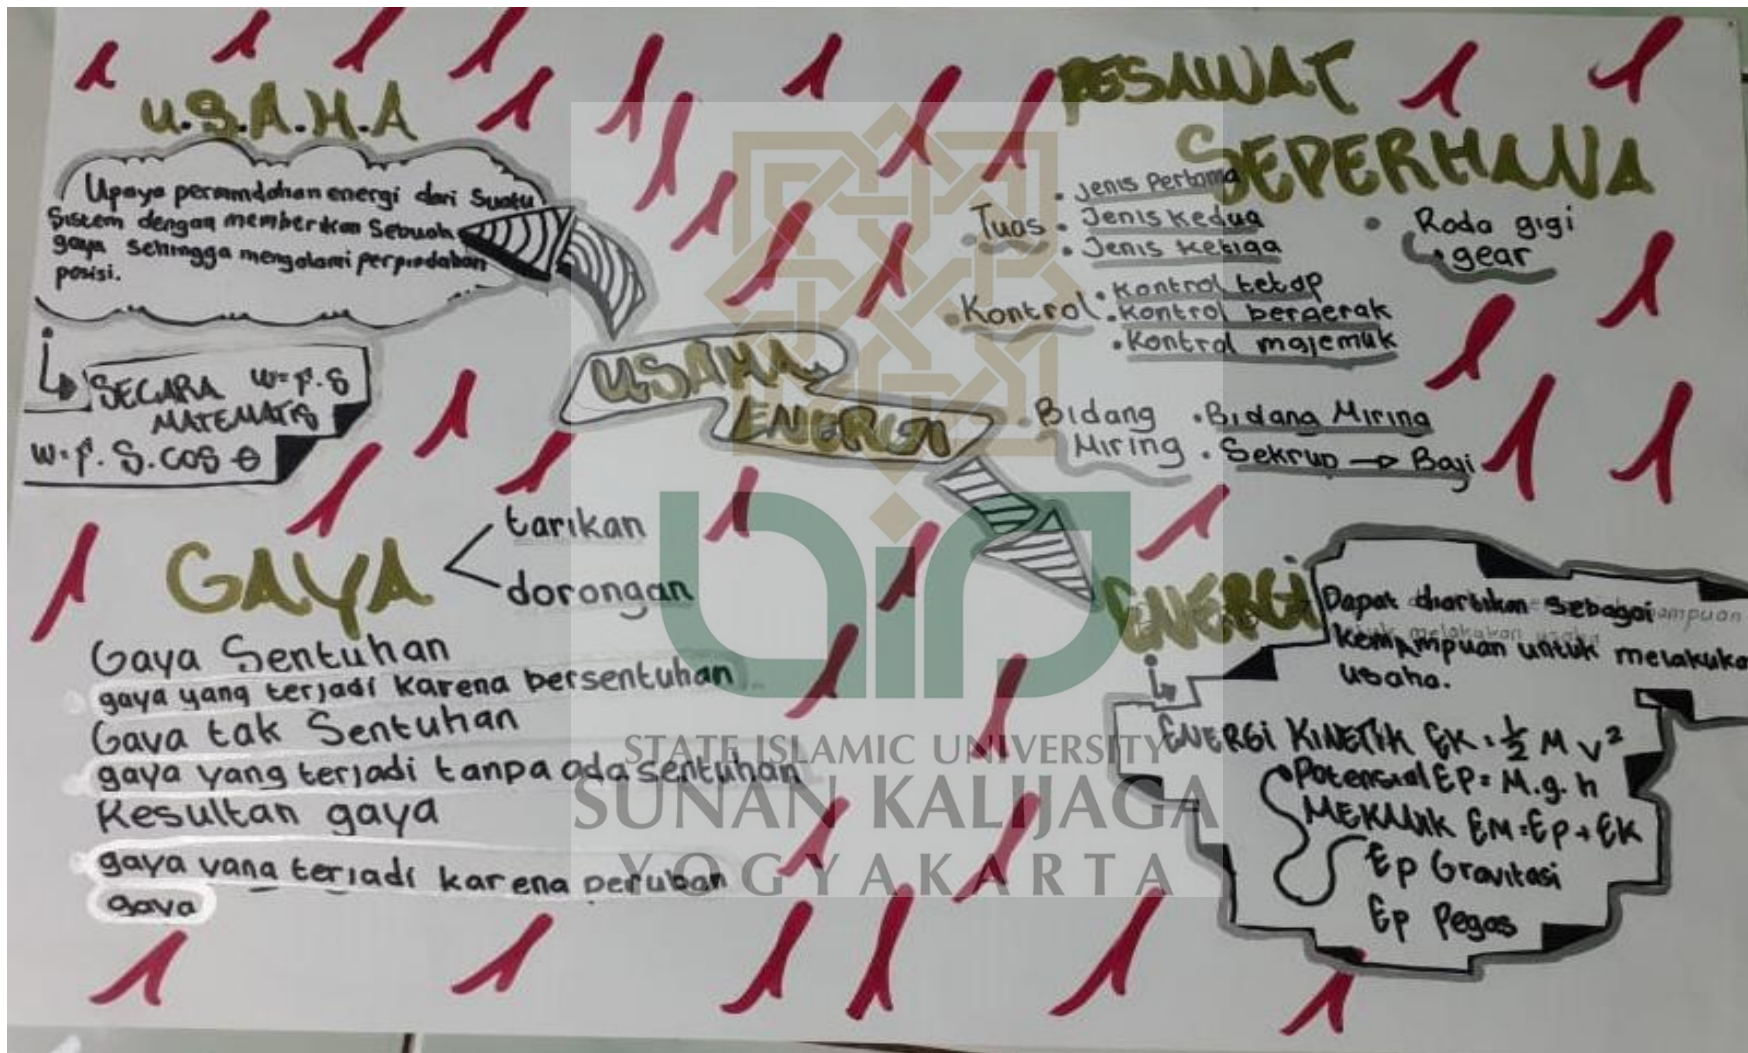 U.S.A.H.A
Upaya perumdahan energi dari Suatu
Sistem dengan memberikan Sebuah
gaya sehingga mengalami perpindahan
posisi.
SECARA W=F.S
MATEMATIS
W=F.S.COS θ
USAHA
ENERGI
PESAWAT
SEDERHANA
Tuas
• Jenis Pertama
• Jenis Kedua
• Jenis Ketiga
• Kontrol
• Kontrol tetap
• Kontrol bergerak
• Kontrol majemuk
• Bidang
Miring
• Bidang Miring
• Sekrup → Baji
• Roda gigi
• gear
GAYA
tarikan
dorongan
Gaya Sentuhan
gaya yang terjadi karena bersentuhan
Gaya tak Sentuhan
gaya yang terjadi tanpa ada sentuhan
Resultan gaya
gaya yang terjadi karena peruban
gaya
ENERGI
Dapat diartikan sebagai
kemampuan untuk melakuka
usaha.
ENERGI KINETIK EK = ½ M V²
Potensial EP = M.g.h
MEKANIK EM = EP + EK
Ep Gravitasi
Ep Pegas
STATE ISLAMIC UNIVERSITY
SUNAN KALIJAGA
YOGYAKARTA